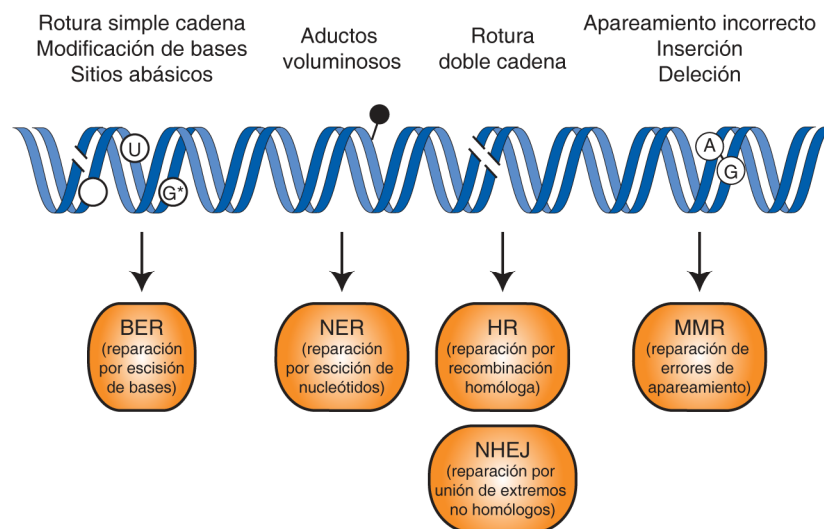 Rotura simple cadena
Modificación de bases
Sitios abásicos
Aductos
voluminosos
Rotura
doble cadena
Apareamiento incorrecto
Inserción
Deleción
U
G*
A
G
BER
(reparación
por escisión
de bases)
NER
(reparación
por escición de
nucleótidos)
HR
(reparación por
recombinación
homóloga)
MMR
(reparación de
errores de
apareamiento)
NHEJ
(reparación por
unión de extremos
no homólogos)